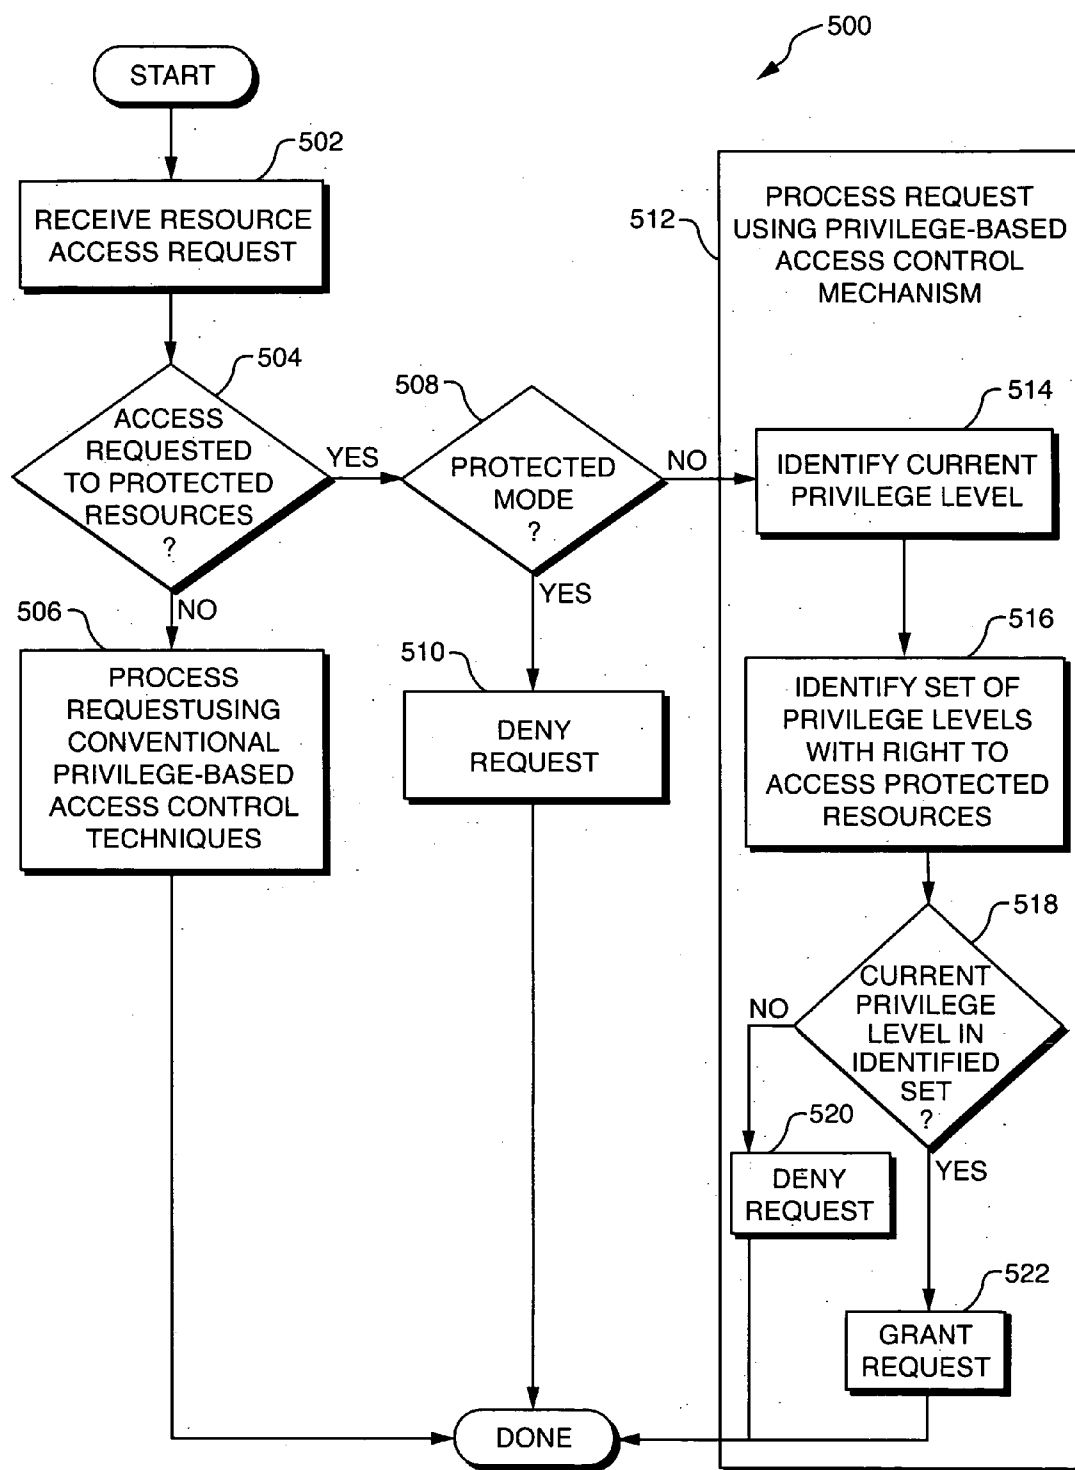 500
START
502
RECEIVE RESOURCE
ACCESS REQUEST
504
ACCESS
REQUESTED
TO PROTECTED
RESOURCES
?
YES
NO
506
PROCESS
REQUESTUSING
CONVENTIONAL
PRIVILEGE-BASED
ACCESS CONTROL
TECHNIQUES
508
PROTECTED
MODE
?
NO
YES
510
DENY
REQUEST
512
PROCESS REQUEST
USING PRIVILEGE-BASED
ACCESS CONTROL
MECHANISM
514
IDENTIFY CURRENT
PRIVILEGE LEVEL
516
IDENTIFY SET OF
PRIVILEGE LEVELS
WITH RIGHT TO
ACCESS PROTECTED
RESOURCES
518
CURRENT
PRIVILEGE
LEVEL IN
IDENTIFIED
SET
?
NO
YES
520
DENY
REQUEST
522
GRANT
REQUEST
DONE